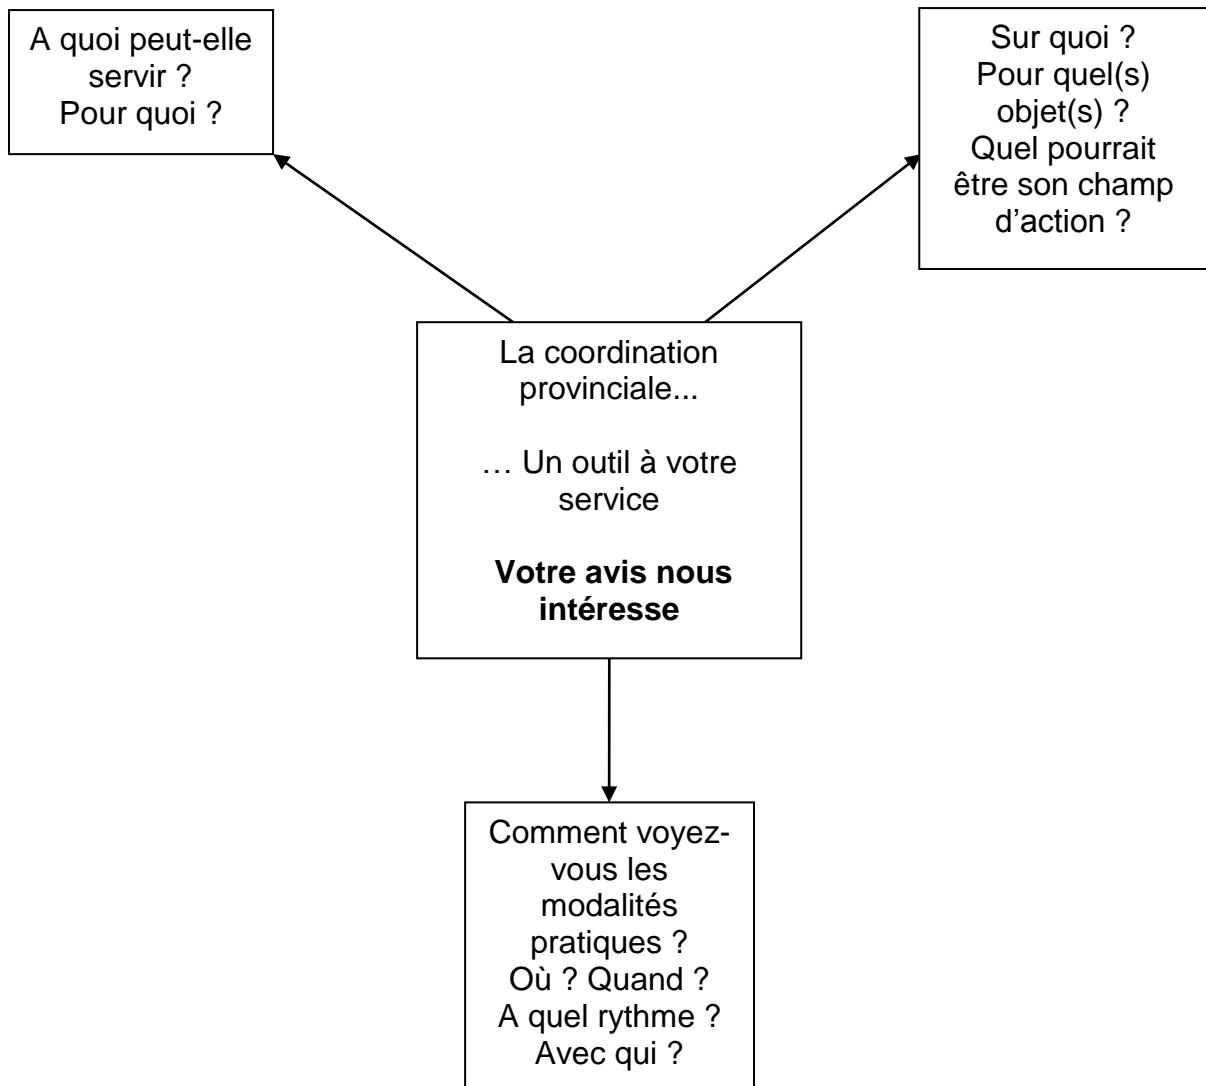 A quoi peut-elle
servir ?
Pour quoi ?
Sur quoi ?
Pour quel(s)
objet(s) ?
Quel pourrait
être son champ
d’action ?
La coordination
provinciale...
… Un outil à votre
service
Votre avis nous
intéresse
Comment voyez-
vous les
modalités
pratiques ?
Où ? Quand ?
A quel rythme ?
Avec qui ?